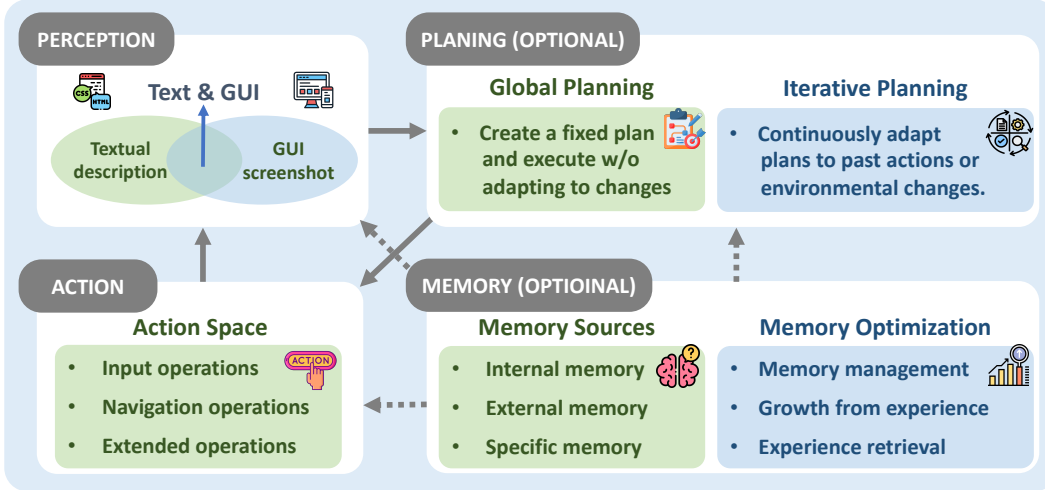 PERCEPTION
CSS
HTML
Text & GUI
Textual
description
GUI
screenshot
PLANING (OPTIONAL)
Global Planning
• Create a fixed plan
and execute w/o
adapting to changes
Iterative Planning
• Continuously adapt
plans to past actions or
environmental changes.
ACTION
Action Space
ACTION
• Input operations
• Navigation operations
• Extended operations
MEMORY (OPTIOINAL)
Memory Sources
?
• Internal memory
• External memory
• Specific memory
Memory Optimization
• Memory management
• Growth from experience
• Experience retrieval